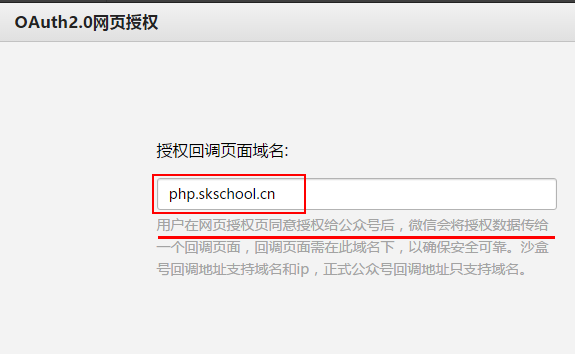 OAuth2.0网页授权
授权回调页面域名:
php.skschool.cn
用户在网页授权页同意授权给公众号后，微信会将授权数据传给
一个回调页面，回调页面需在此域名下，以确保安全可靠。沙盒
号回调地址支持域名和ip，正式公众号回调地址只支持域名。